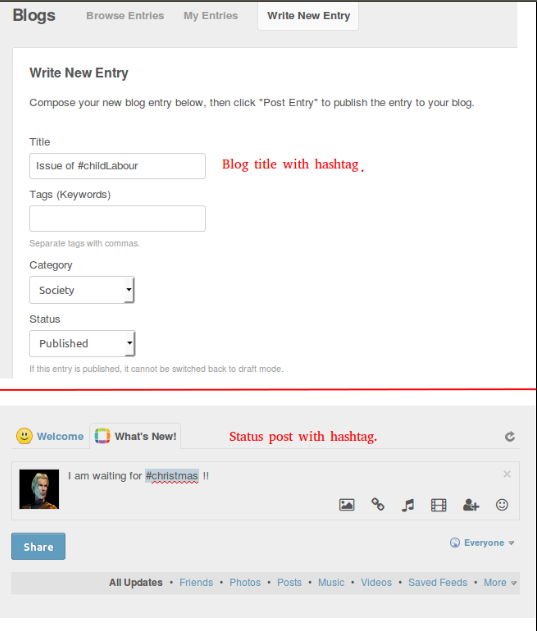 Blogs Browse Entries My Entries Write New Entry
Write New Entry
Compose your new blog entry below, then click "Post Entry" to publish the entry to your blog.
Title
Issue of #childLabour
Blog title with hashtag.
Tags (Keywords)
Separate tags with commas.
Category
Society
Status
Published
If this entry is published, it cannot be switched back to draft mode.
Welcome What's New! Status post with hashtag.
I am waiting for #christmas !!
Share Everyone
All Updates • Friends • Photos • Posts • Music • Videos • Saved Feeds • More